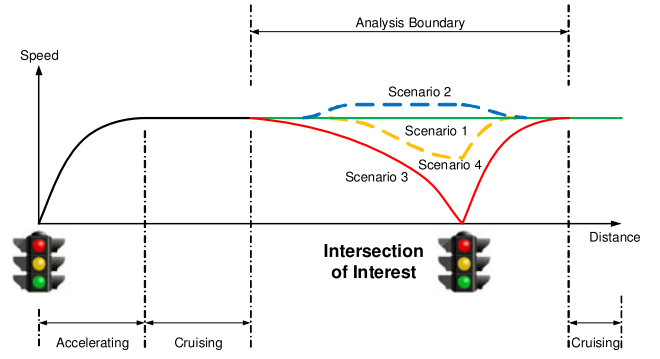 Analysis Boundary
Speed
Scenario 2
Scenario 1
Scenario 4
Scenario 3
Distance
Intersection
of Interest
Accelerating
Cruising
Cruising